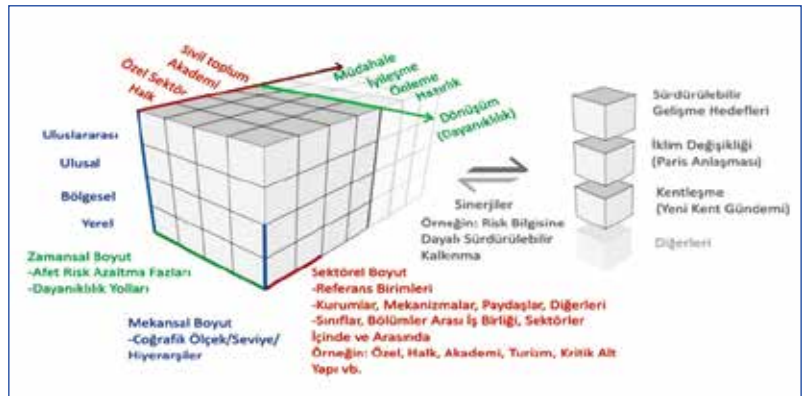 Sivil toplum
Akademi
Özel Sektör
Halk
Müdahale
İyileşme
Önleme
Hazırlık
Dönüşüm
(Dayanıklılık)
Uluslararası
Ulusal
Bölgesel
Yerel
Zamansal Boyut
-Afet Risk Azaltma Fazları
-Dayanıklılık Yolları
Mekansal Boyut
-Coğrafik Ölçek/Seviye/
Hiyerarşiler
Sektörel Boyut
-Referans Birimleri
-Kurumlar, Mekanizmalar, Paydaşlar, Diğerleri
-Sınıflar, Bölümler Arası İş Birliği, Sektörler
İçinde ve Arasında
Örneğin: Özel, Halk, Akademi, Turizm, Kritik Alt
Yapı vb.
Sinerjiler
Örneğin: Risk Bilgisine
Dayalı Sürdürülebilir
Kalkınma
Sürdürülebilir
Gelişme Hedefleri
İklim Değişikliği
(Paris Anlaşması)
Kentleşme
(Yeni Kent Gündemi)
Diğerleri